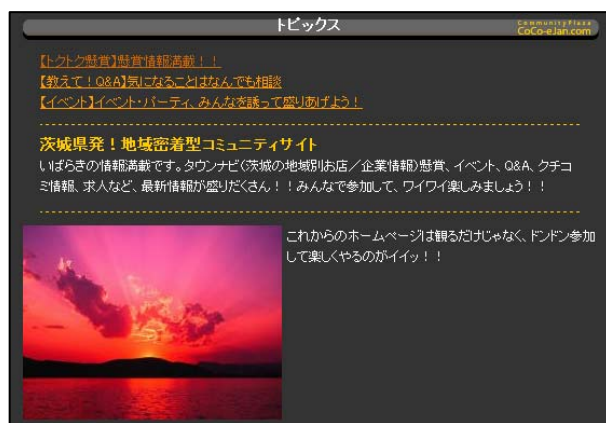 トピックス
CommunityPlaza
CoCo-eJan.com
【トクトク懸賞】懸賞情報満載！！
【教えて！Q&A】気になることはなんでも相談
【イベント】イベント・パーティ、みんなを誘って盛りあげよう！
茨城県発！地域密着型コミュニティサイト
いばらきの情報満載です。タウンナビ（茨城の地域別お店／企業情報）懸賞、イベント、Q&A、クチコ
ミ情報、求人など、最新情報が盛りだくさん！！みんなで参加して、ワイワイ楽しみましょう！！
これからのホームページは観るだけじゃなく、ドンドン参加
して楽しくやるのがイイッ！！